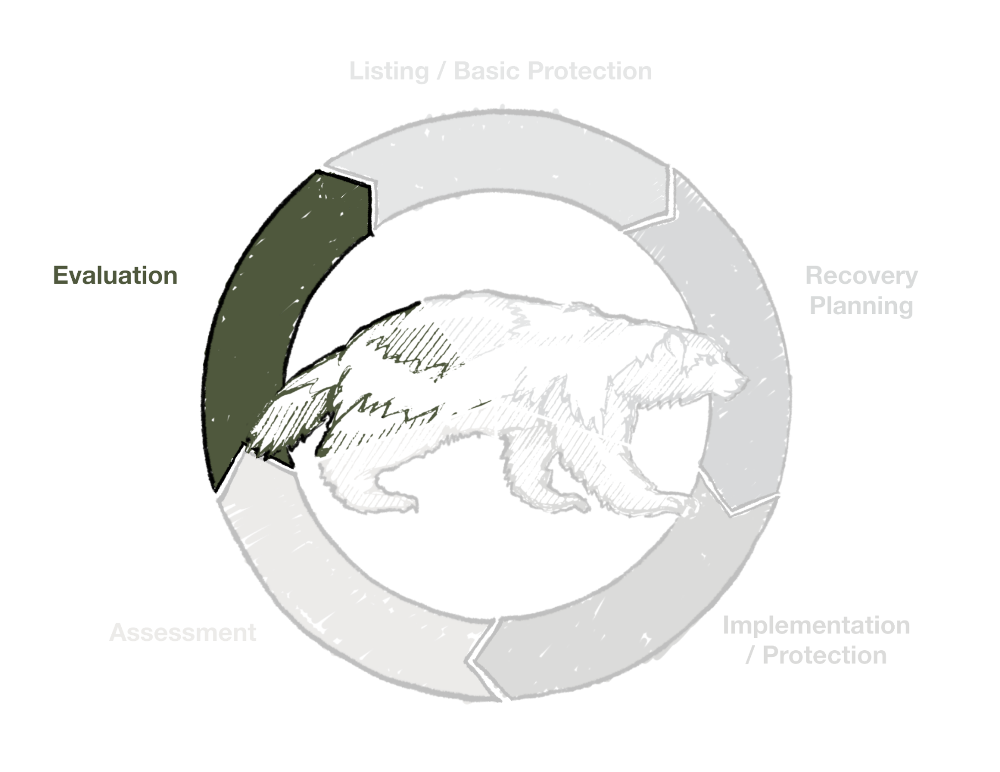 Listing / Basic Protection
Evaluation
Recovery
Planning
Assessment
Implementation
/ Protection